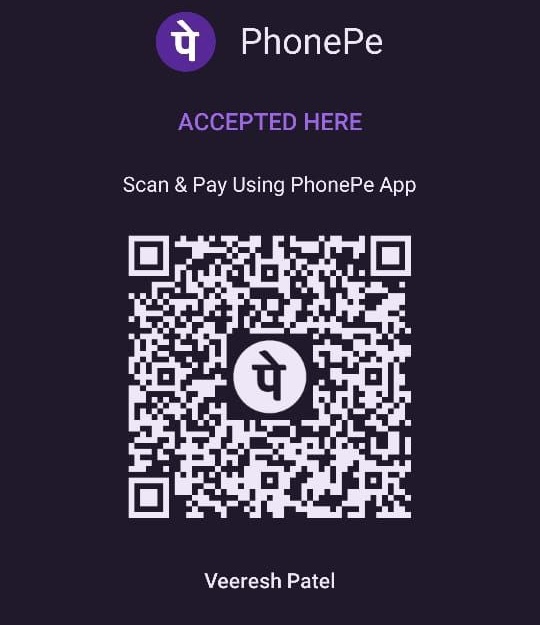 पे PhonePe
ACCEPTED HERE
Scan & Pay Using PhonePe App
पे
Veeresh Patel